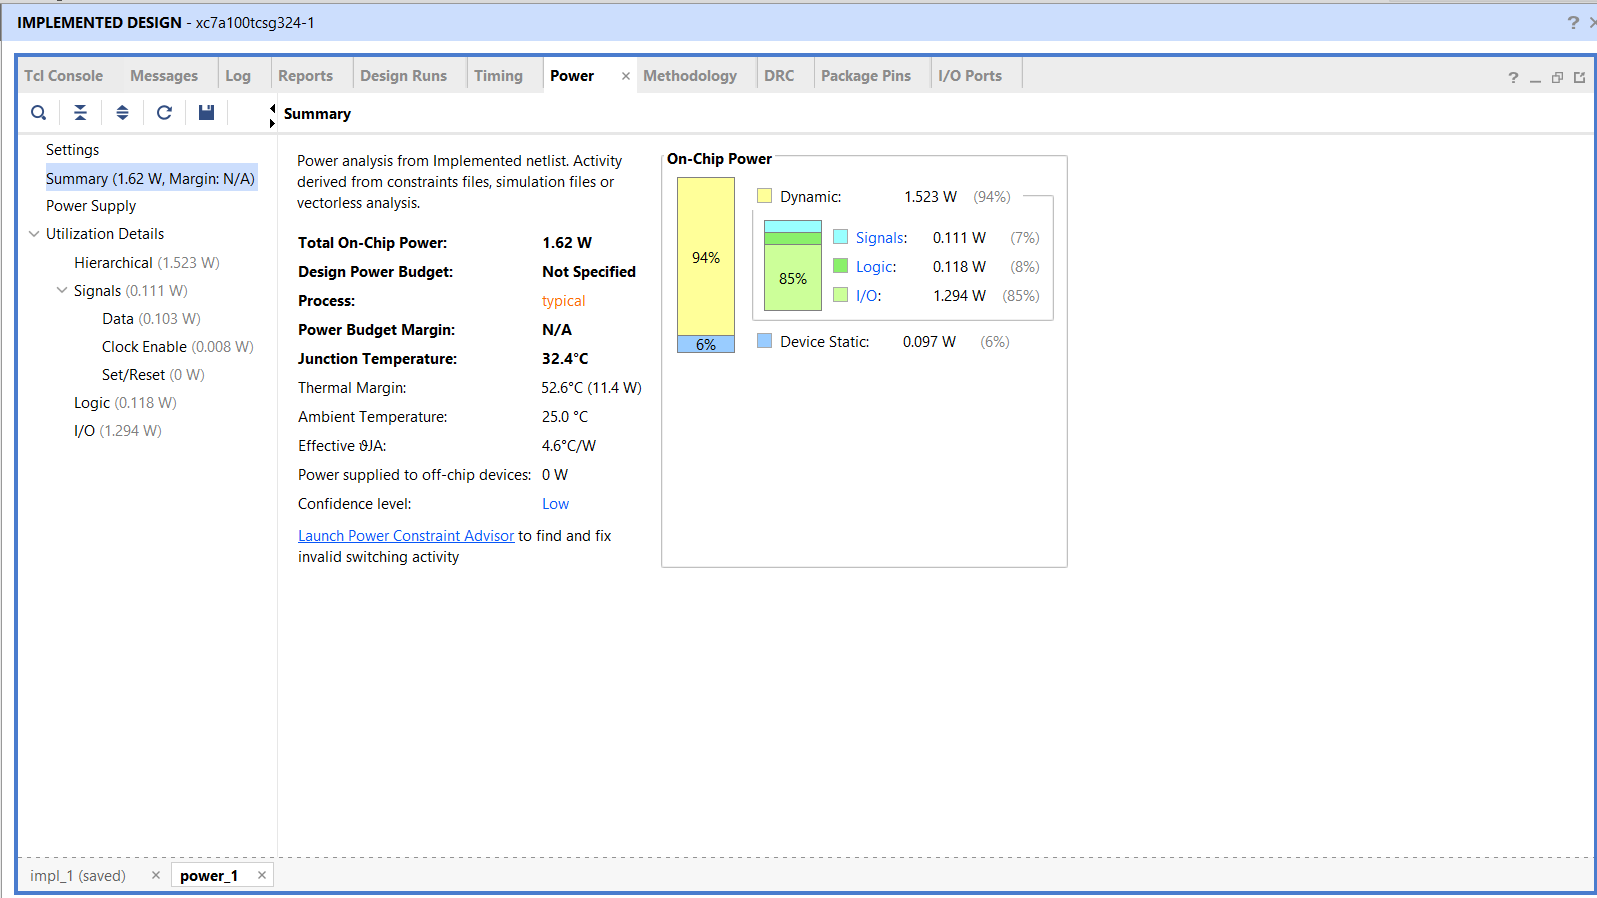 IMPLEMENTED DESIGN - xc7a100tcsg324-1
?
Tcl Console Messages Log Reports Design Runs Timing Power × Methodology DRC Package Pins I/O Ports
?
Summary
Settings
Summary (1.62 W, Margin: N/A)
Power Supply
Utilization Details
Hierarchical (1.523 W)
Signals (0.111 W)
Data (0.103 W)
Clock Enable (0.008 W)
Set/Reset (0 W)
Logic (0.118 W)
I/O (1.294 W)
Power analysis from Implemented netlist. Activity
derived from constraints files, simulation files or
vectorless analysis.
Total On-Chip Power: 1.62 W
Design Power Budget: Not Specified
Process: typical
Power Budget Margin: N/A
Junction Temperature: 32.4°C
Thermal Margin: 52.6°C (11.4 W)
Ambient Temperature: 25.0 °C
Effective ϑJA: 4.6°C/W
Power supplied to off-chip devices: 0 W
Confidence level: Low
Launch Power Constraint Advisor to find and fix
invalid switching activity
On-Chip Power
Dynamic: 1.523 W (94%)
Signals: 0.111 W (7%)
94%
Logic: 0.118 W (8%)
85%
I/O: 1.294 W (85%)
6%
Device Static: 0.097 W (6%)
impl_1 (saved) × power_1 ×